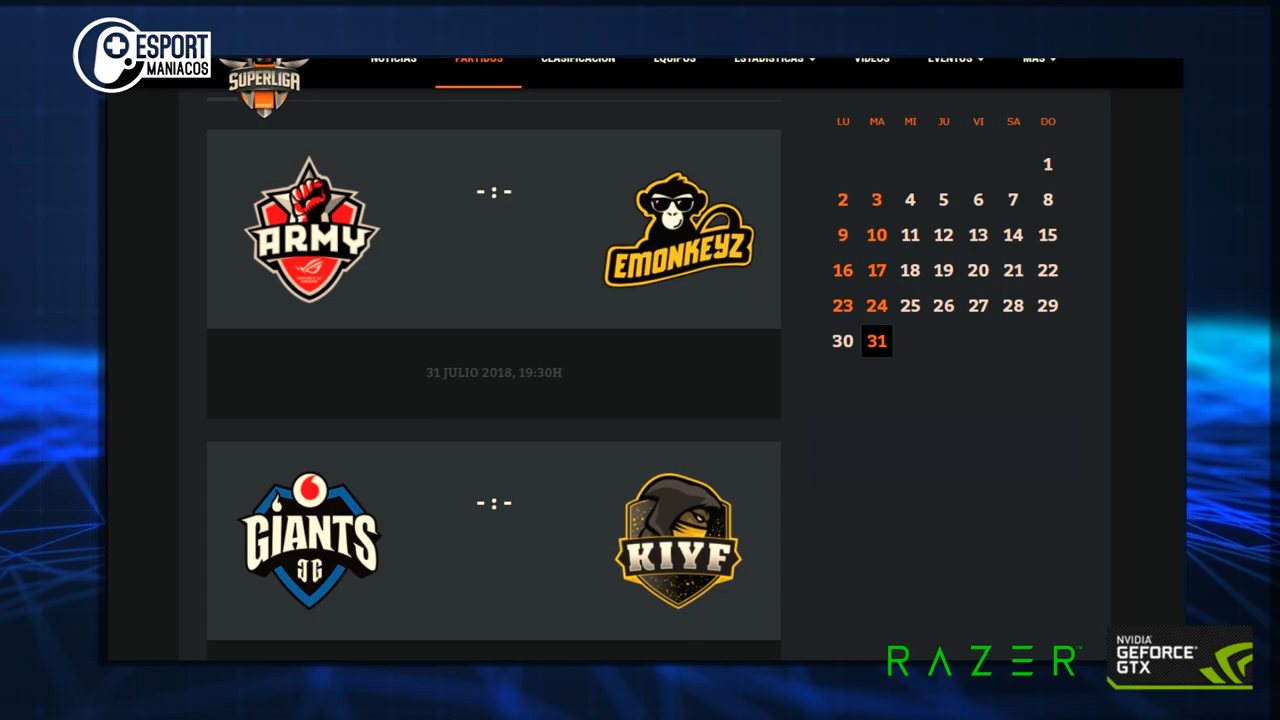 ESPORT
MANIACOS
SUPERLIGA
NOTICIAS PARTIDOS CLASIFICACIÓN EQUIPOS ESTADÍSTICAS VÍDEOS EVENTOS MÁS
LU MA MI JU VI SA DO
1
2 3 4 5 6 7 8
9 10 11 12 13 14 15
16 17 18 19 20 21 22
23 24 25 26 27 28 29
30 31
ARMY
- : -
EMONKEYZ
31 JULIO 2018, 19:30H
GIANTS
- : -
KIYF
RAZER™
NVIDIA
GEFORCE®
GTX